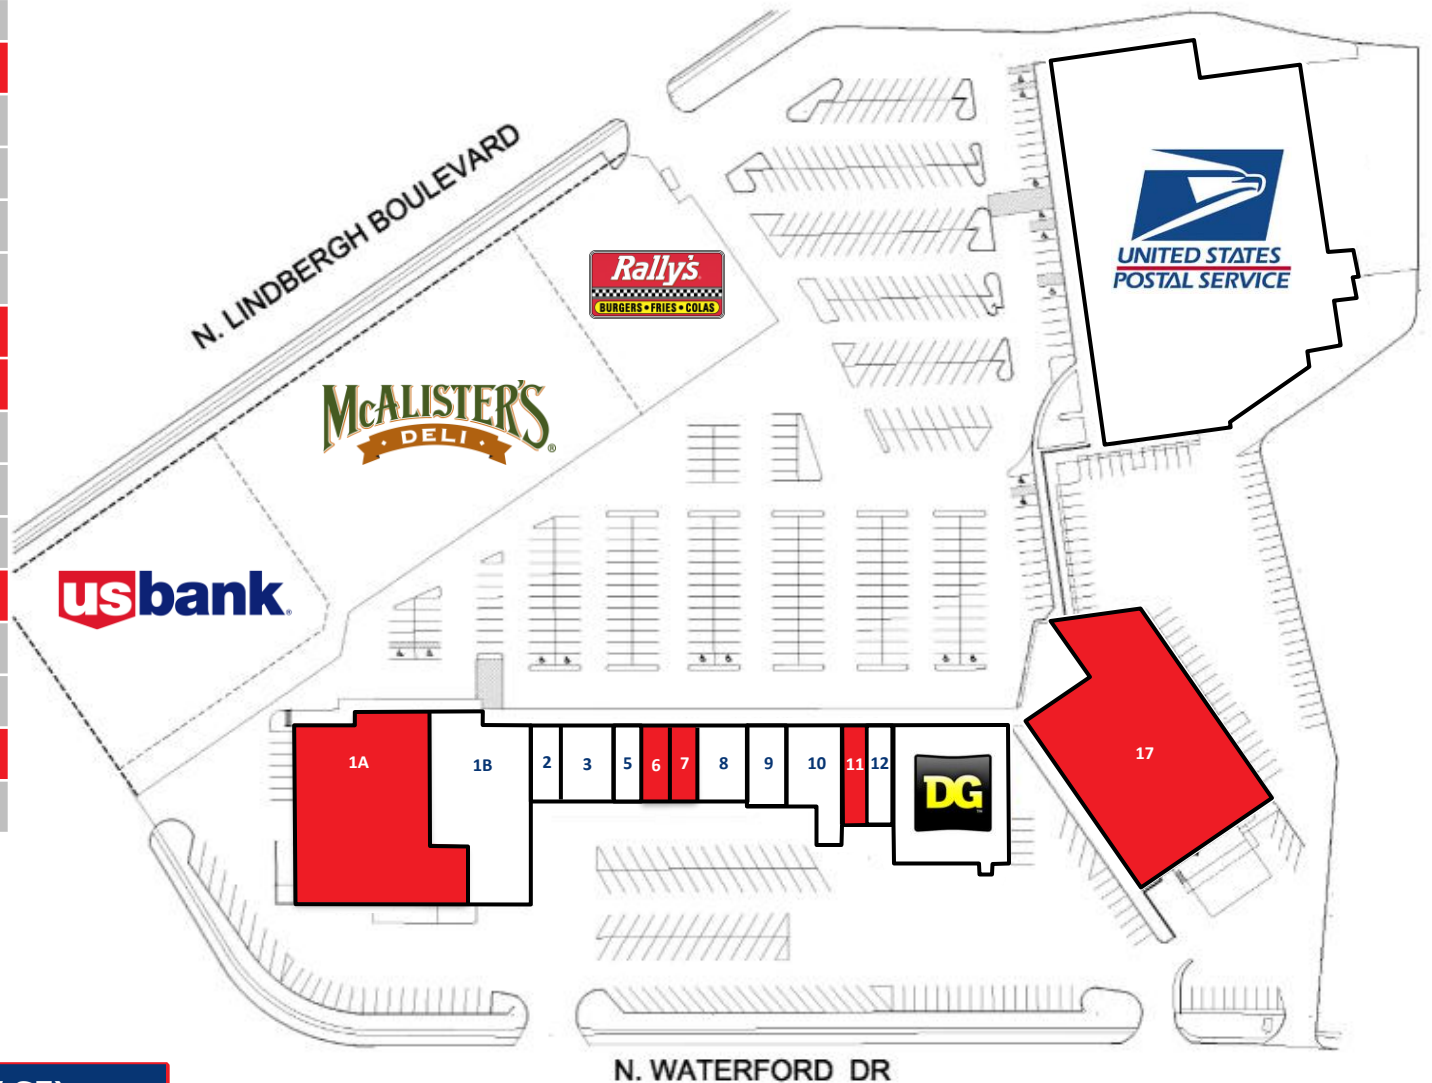 N. LINDBERGH BOULEVARD
Rally's
BURGERS • FRIES • COLAS
UNITED STATES
POSTAL SERVICE
McALISTER'S
DELI
®
usbank
1A
1B
2
3
5
6
7
8
9
10
11
12
DG
17
N. WATERFORD DR